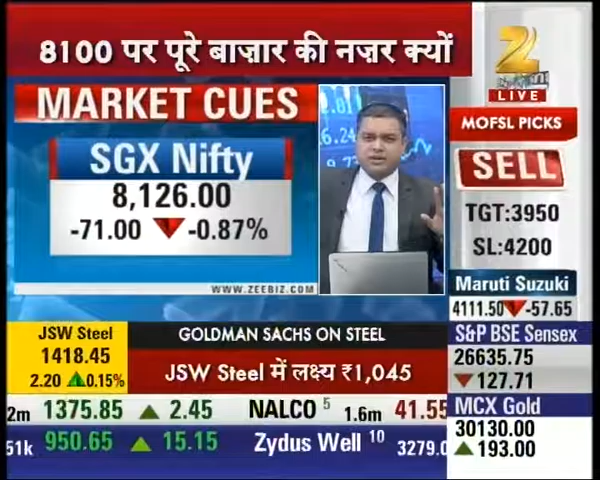 8100 पर पूरे बाज़ार की नज़र क्यों
LIVE
MARKET CUES
SGX Nifty
8,126.00
-71.00 -0.87%
WWW.ZEEBIZ.COM
MOFSL PICKS
SELL
TGT:3950
SL:4200
Maruti Suzuki
4111.50 -57.65
S&P BSE Sensex
26635.75
127.71
MCX Gold
30130.00
193.00
JSW Steel
1418.45
2.20 0.15%
GOLDMAN SACHS ON STEEL
JSW Steel में लक्ष्य ₹1,045
2m 1375.85 2.45 NALCO 5 1.6m 41.55
51k 950.65 15.15 Zydus Well 10 3279.0